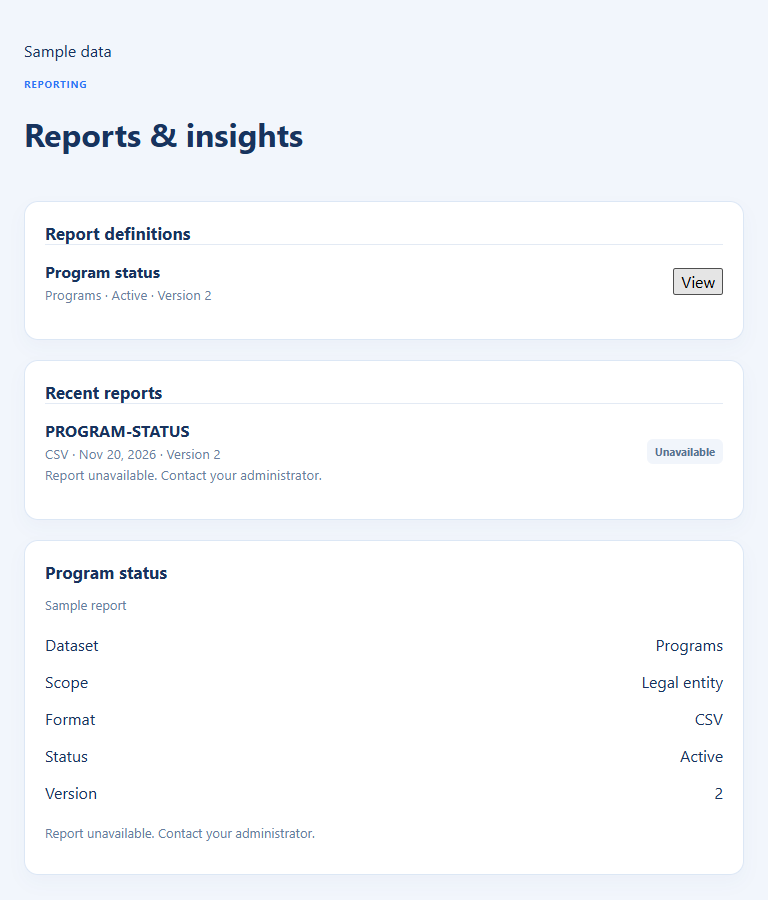 Sample data
REPORTING
Reports & insights
Report definitions
Program status
Programs · Active · Version 2
View
Recent reports
PROGRAM-STATUS
CSV · Nov 20, 2026 · Version 2
Report unavailable. Contact your administrator.
Unavailable
Program status
Sample report
Dataset Programs
Scope Legal entity
Format CSV
Status Active
Version 2
Report unavailable. Contact your administrator.